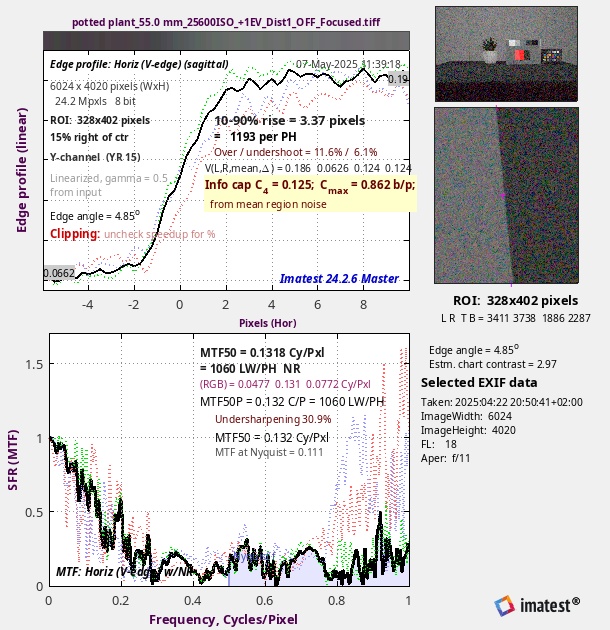 potted plant_55.0 mm_25600ISO_+1EV_Dist1_OFF_Focused.tiff
Edge profile: Horiz (V-edge) (sagittal)
07-May-2025 11:39:18
0.19
6024 x 4020 pixels (WxH)
24.2 Mpxls 8 bit
ROI: 328x402 pixels
15% right of ctr
Y-channel (YR 15)
Linearized, gamma = 0.5
from input
Edge angle = 4.85°
Clipping: uncheck speedup for %
10-90% rise = 3.37 pixels
= 1193 per PH
Over / undershoot = 11.6% / 6.1%
V(L,R,mean,Δ) = 0.186 0.0626 0.124 0.124
Info cap C4 = 0.125; Cmax = 0.862 b/p;
from mean region noise
0.0662
Imatest 24.2.6 Master
Edge profile (linear)
-4 -2 0 2 4 6 8
Pixels (Hor)
ROI: 328x402 pixels
L R T B = 3411 3738 1886 2287
Edge angle = 4.85°
Estm. chart contrast = 2.97
Selected EXIF data
Taken: 2025:04:22 20:50:41+02:00
ImageWidth: 6024
ImageHeight: 4020
FL: 18
Aper: f/11
MTF50 = 0.1318 Cy/Pxl
= 1060 LW/PH NR
(RGB) = 0.0477 0.131 0.0772 Cy/Pxl
MTF50P = 0.132 C/P = 1060 LW/PH
Undersharpening 30.9%
MTF50 = 0.132 Cy/Pxl
MTF at Nyquist = 0.111
SFR (MTF)
1.5
1
0.5
0
MTF: Horiz (V-edge) w/NR
0 0.2 0.4 0.6 0.8 1
Frequency, Cycles/Pixel
imatest®